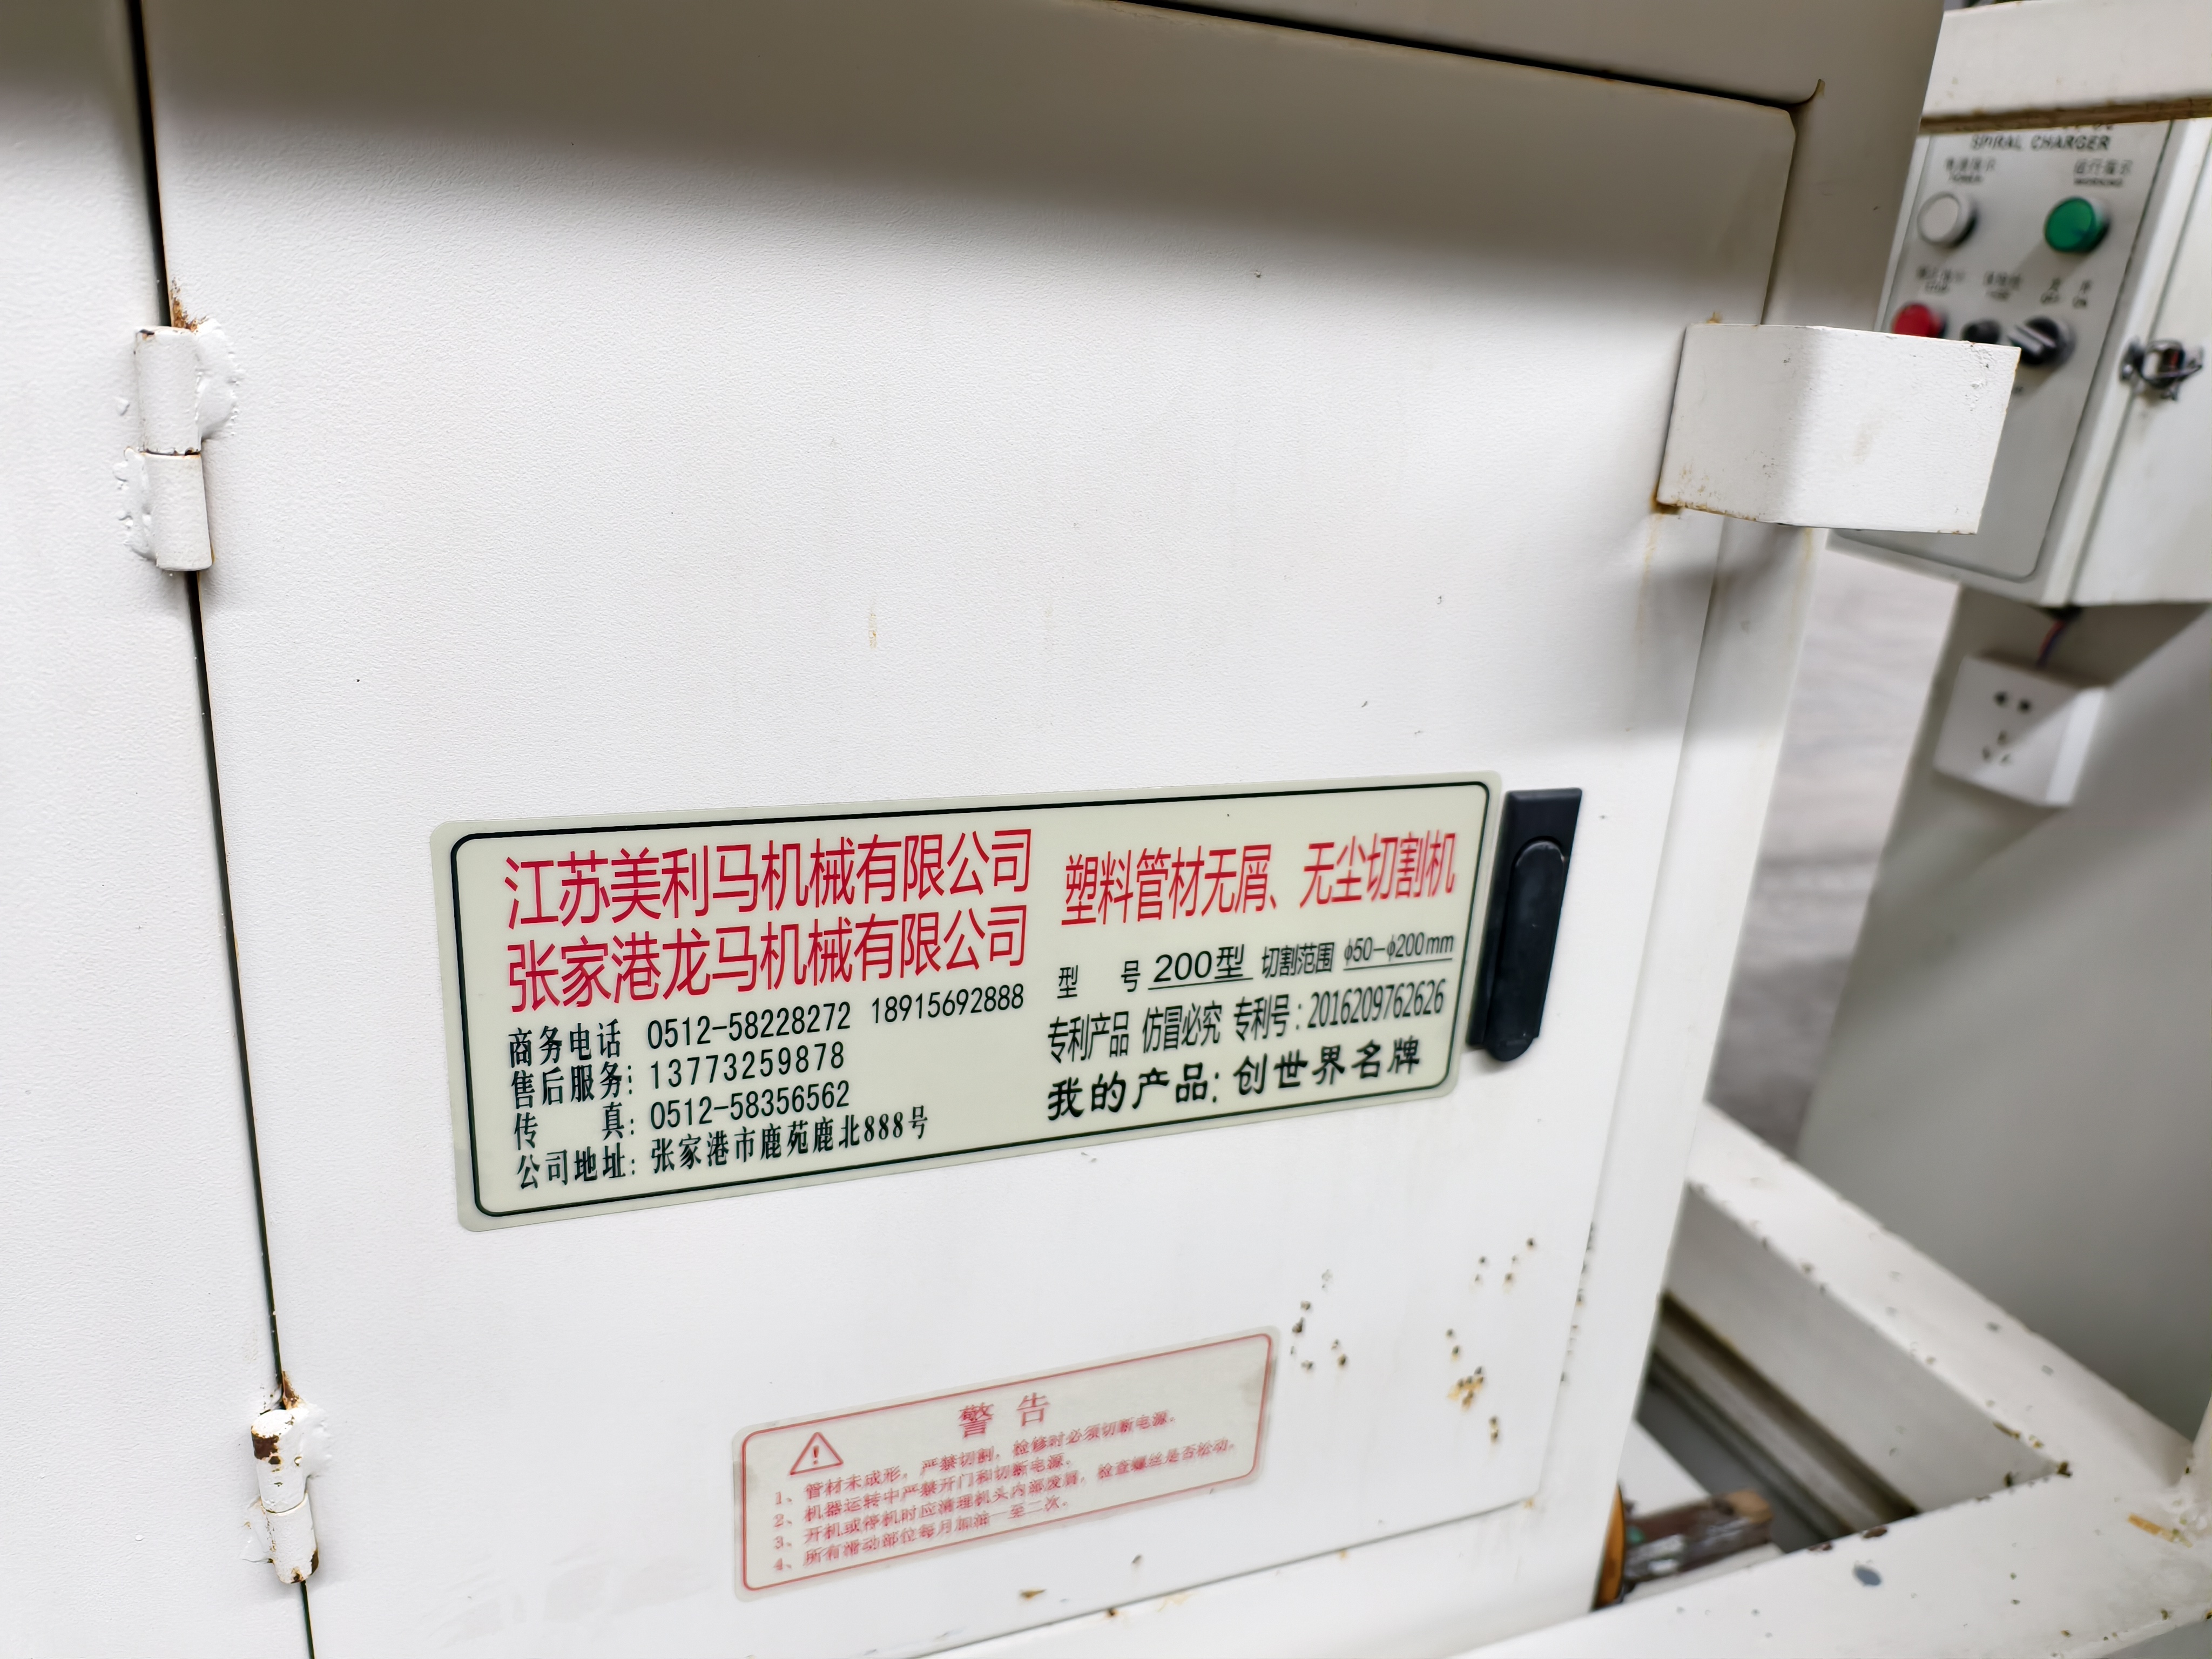 江苏美利马机械有限公司
张家港龙马机械有限公司
商务电话 0512-58228272 18915692888
售后服务: 13773259878
传 真: 0512-58356562
公司地址: 张家港市鹿苑鹿北888号
塑料管材无屑、无尘切割机
型 号 200型 切割范围 φ50-φ200mm
专利产品 仿冒必究 专利号: 2016209762626
我的产品: 创世界名牌
警告
1、管材未成形，严禁切割，检修时必须切断电源。
2、机器运转中严禁开门和切断电源。
3、开机或停机时应清理机头内部废屑，检查螺丝是否松动。
4、所有滑动部位每月加油一至二次。
SPIRAL CHARGER
运行指示